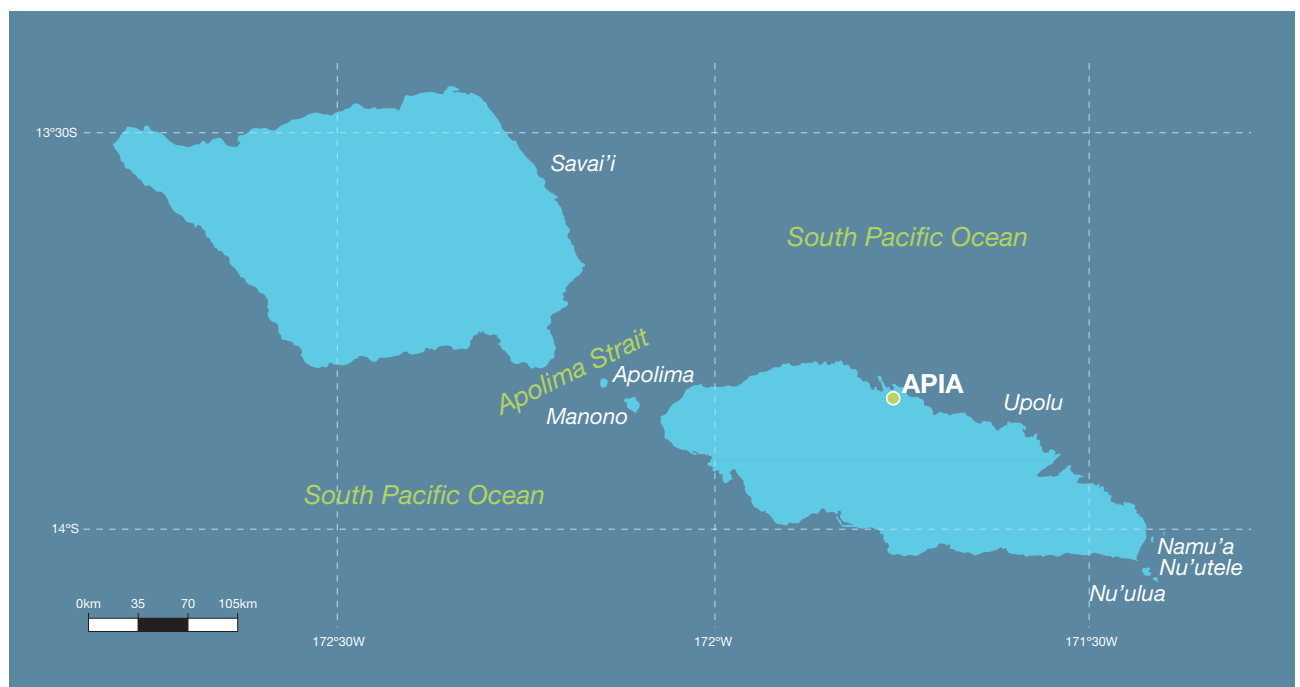 13°30S
Savai’i
South Pacific Ocean
Apolima Strait
Apolima
Manono
APIA
Upolu
South Pacific Ocean
14°S
Namu’a
Nu’utele
Nu’ulua
0km 35 70 105km
172°30W
172°W
171°30W